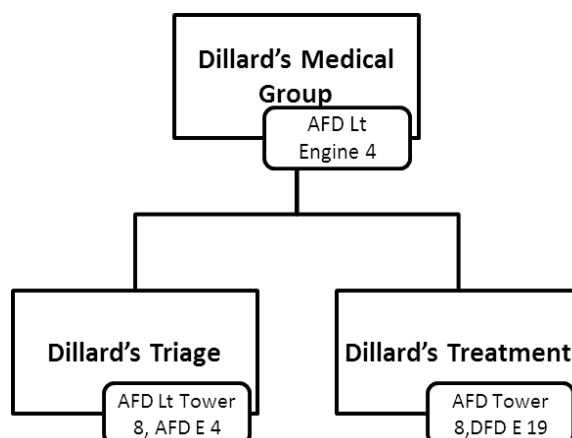 Dillard’s Medical
Group
AFD Lt
Engine 4
Dillard’s Triage
AFD Lt Tower
8, AFD E 4
Dillard’s Treatment
AFD Tower
8,DFD E 19